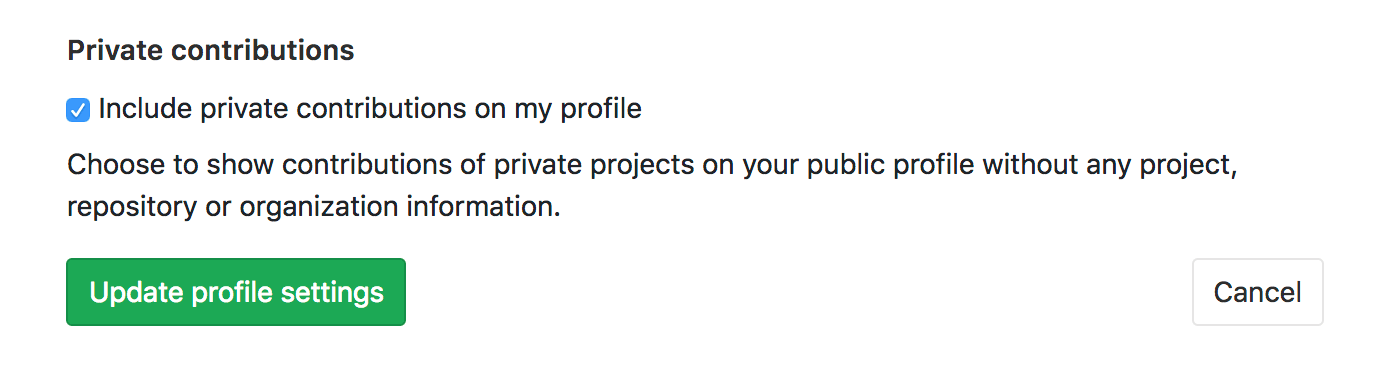 Private contributions
Include private contributions on my profile
Choose to show contributions of private projects on your public profile without any project,
repository or organization information.
Update profile settings
Cancel